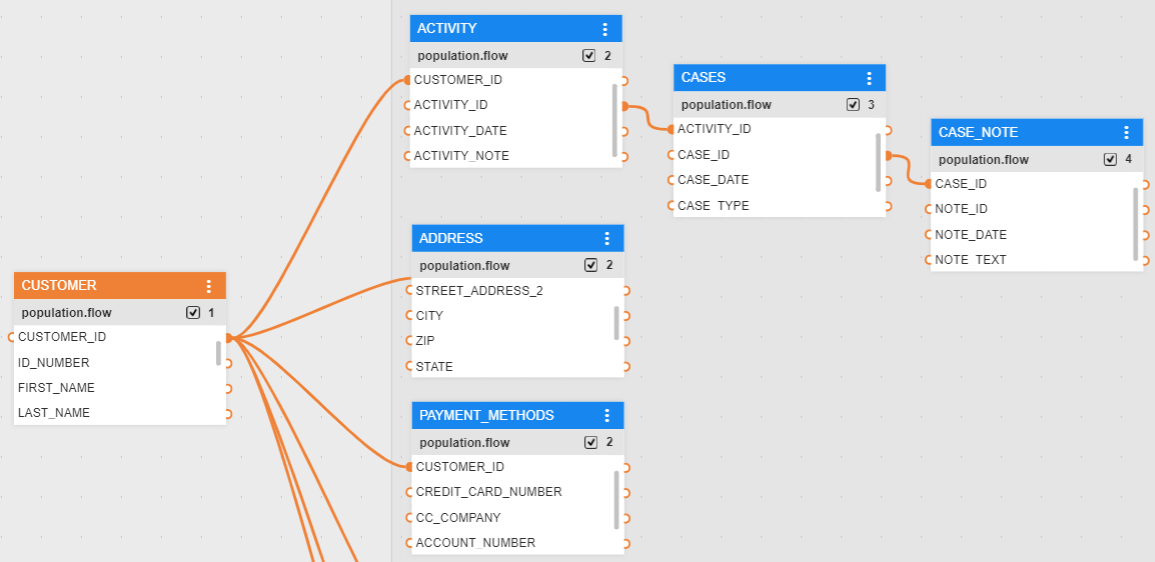 ACTIVITY
population.flow 2
CUSTOMER_ID
ACTIVITY_ID
ACTIVITY_DATE
ACTIVITY_NOTE
CASES
population.flow 3
ACTIVITY_ID
CASE_ID
CASE_DATE
CASE_TYPE
CASE_NOTE
population.flow 4
CASE_ID
NOTE_ID
NOTE_DATE
NOTE_TEXT
ADDRESS
population.flow 2
STREET_ADDRESS_2
CITY
ZIP
STATE
CUSTOMER
population.flow 1
CUSTOMER_ID
ID_NUMBER
FIRST_NAME
LAST_NAME
PAYMENT_METHODS
population.flow 2
CUSTOMER_ID
CREDIT_CARD_NUMBER
CC_COMPANY
ACCOUNT_NUMBER